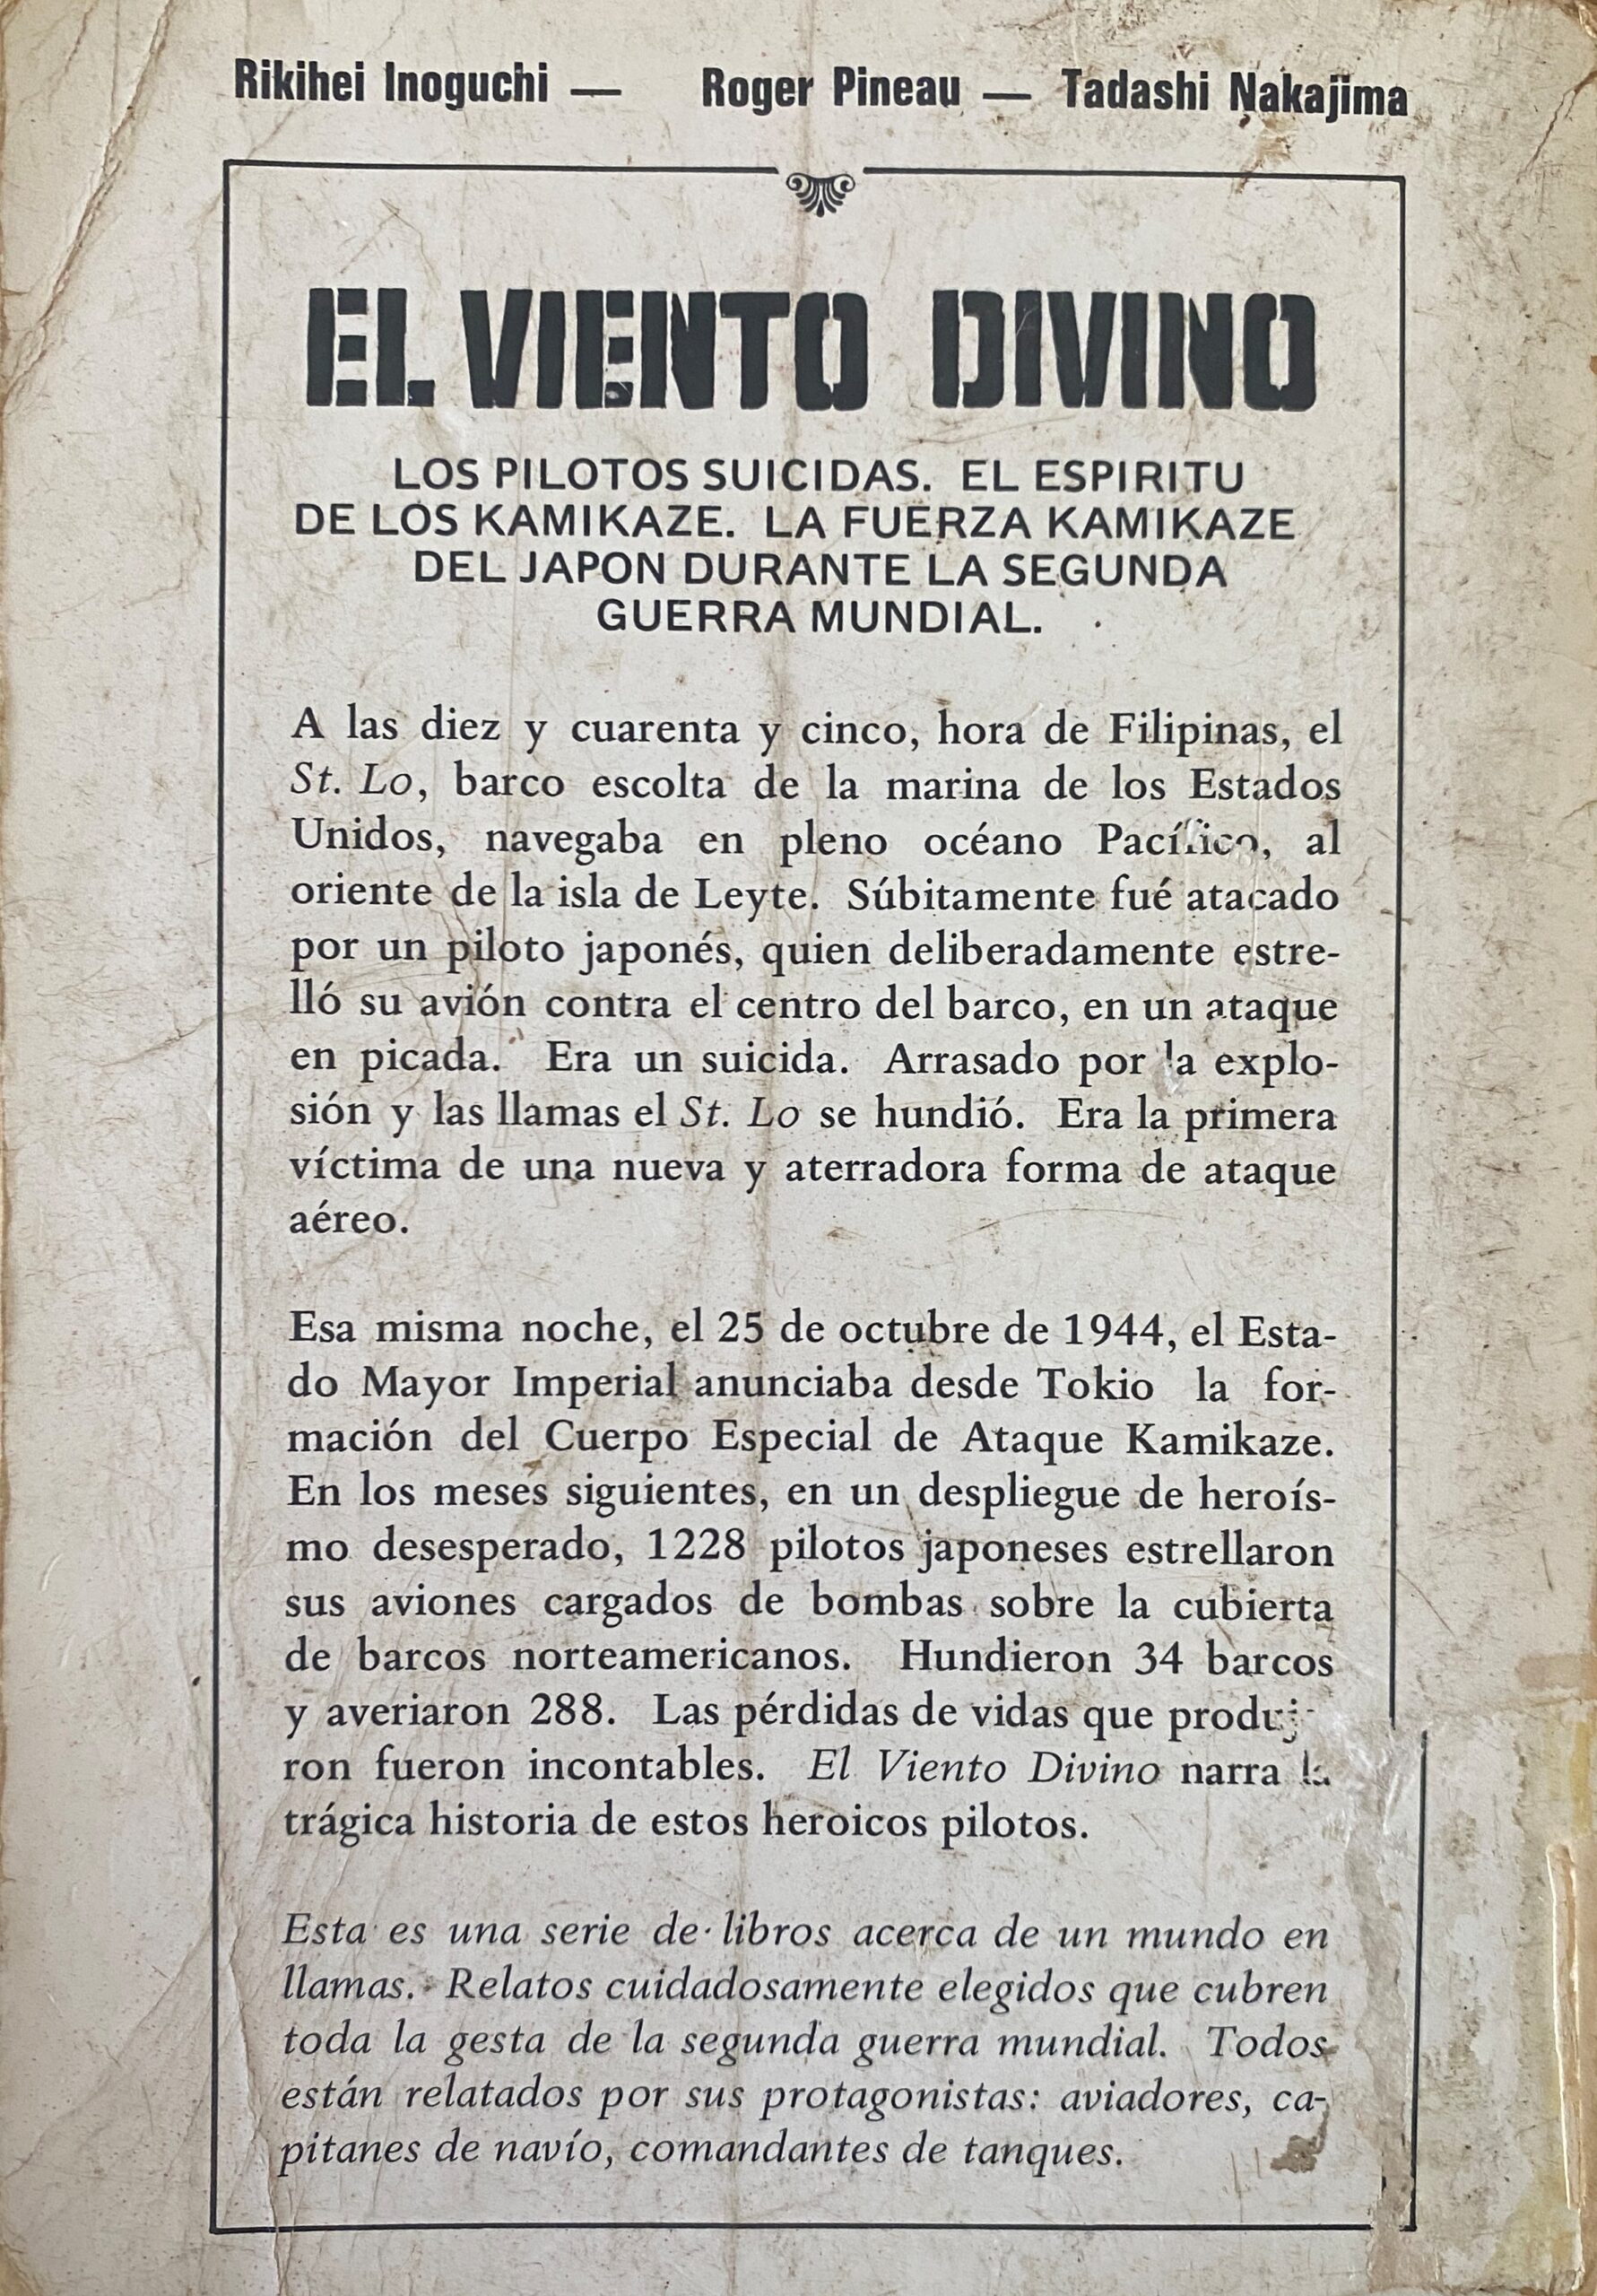 Rikihei Inoguchi — Roger Pineau — Tadashi Nakajima
EL VIENTO DIVINO
LOS PILOTOS SUICIDAS. EL ESPIRITU
DE LOS KAMIKAZE. LA FUERZA KAMIKAZE
DEL JAPON DURANTE LA SEGUNDA
GUERRA MUNDIAL.
A las diez y cuarenta y cinco, hora de Filipinas, el
St. Lo, barco escolta de la marina de los Estados
Unidos, navegaba en pleno océano Pacífico, al
oriente de la isla de Leyte. Súbitamente fué atacado
por un piloto japonés, quien deliberadamente estre-
lló su avión contra el centro del barco, en un ataque
en picada. Era un suicida. Arrasado por la explo-
sión y las llamas el St. Lo se hundió. Era la primera
víctima de una nueva y aterradora forma de ataque
aéreo.
Esa misma noche, el 25 de octubre de 1944, el Esta-
do Mayor Imperial anunciaba desde Tokio la for-
mación del Cuerpo Especial de Ataque Kamikaze.
En los meses siguientes, en un despliegue de heroís-
mo desesperado, 1228 pilotos japoneses estrellaron
sus aviones cargados de bombas sobre la cubierta
de barcos norteamericanos. Hundieron 34 barcos
y averiaron 288. Las pérdidas de vidas que
ron fueron incontables. El Viento Divino narra la
trágica historia de estos heroicos pilotos.
Esta es una serie de libros acerca de un mundo en
llamas. Relatos cuidadosamente elegidos que cubren
toda la gesta de la segunda guerra mundial. Todos
están relatados por sus protagonistas: aviadores, ca-
pitanes de navío, comandantes de tanques.